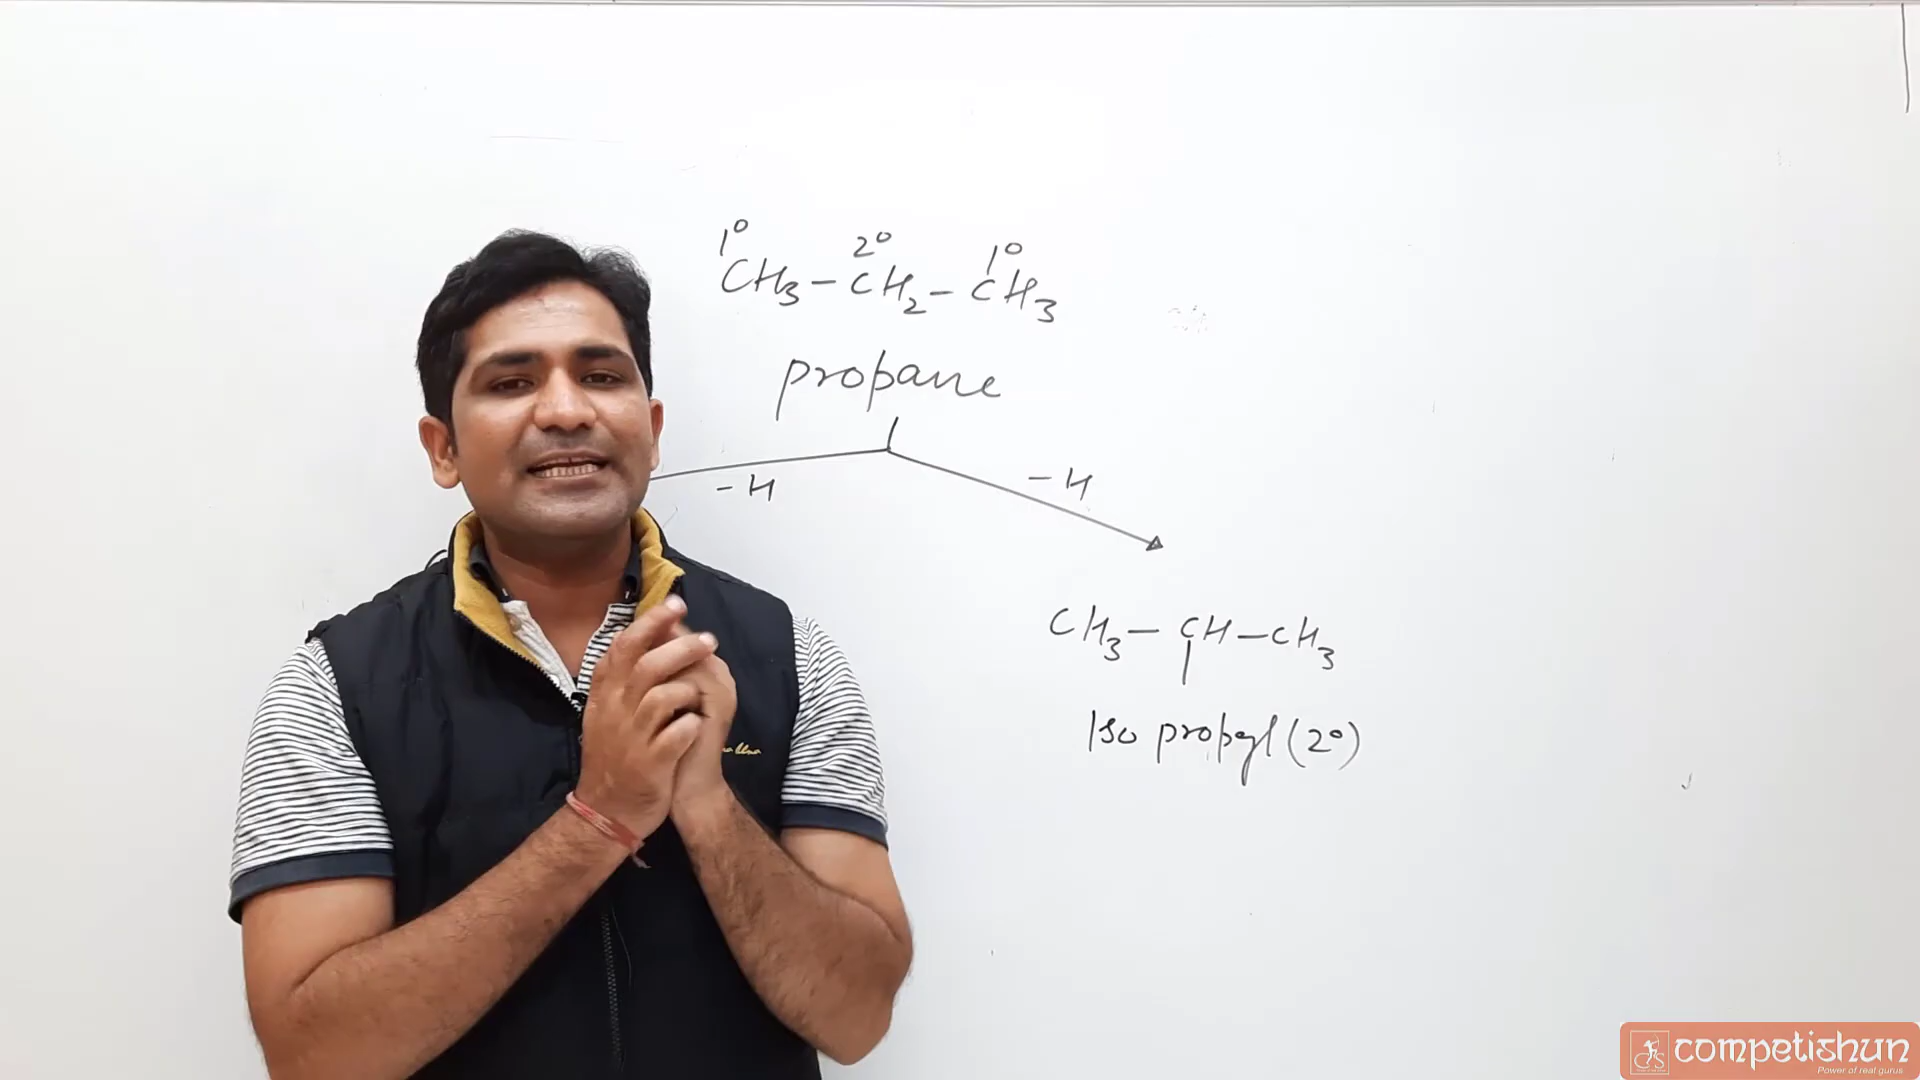 1° 2° 1°
CH3 - CH2 - CH3
propane
- H - H
CH3 - CH - CH3
Iso propyl (2°)
competishun
Power of real gurus